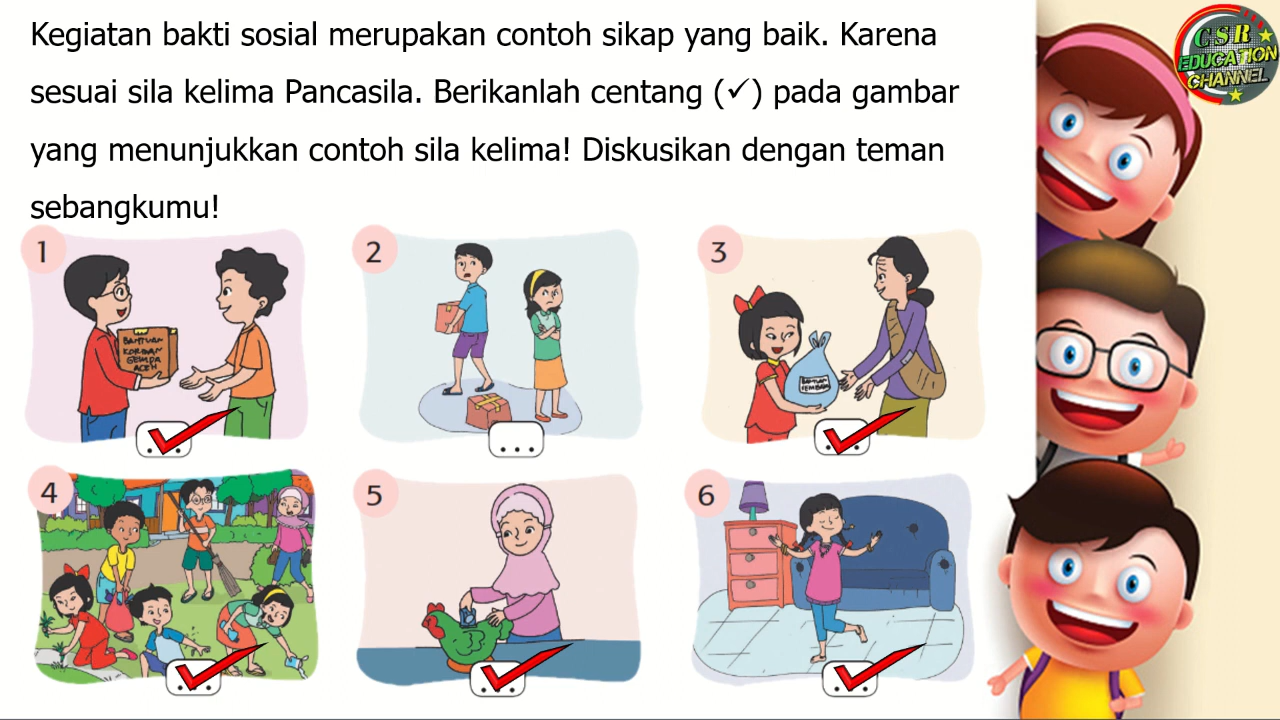 Kegiatan bakti sosial merupakan contoh sikap yang baik. Karena
sesuai sila kelima Pancasila. Berikanlah centang (✓) pada gambar
yang menunjukkan contoh sila kelima! Diskusikan dengan teman
sebangkumu!
CSR
EDUCATION
CHANNEL
1
2
3
BANTUAN
KORBAN
GEMPA
ACEH
BANTUAN
SEMBAKO
...
4
5
6